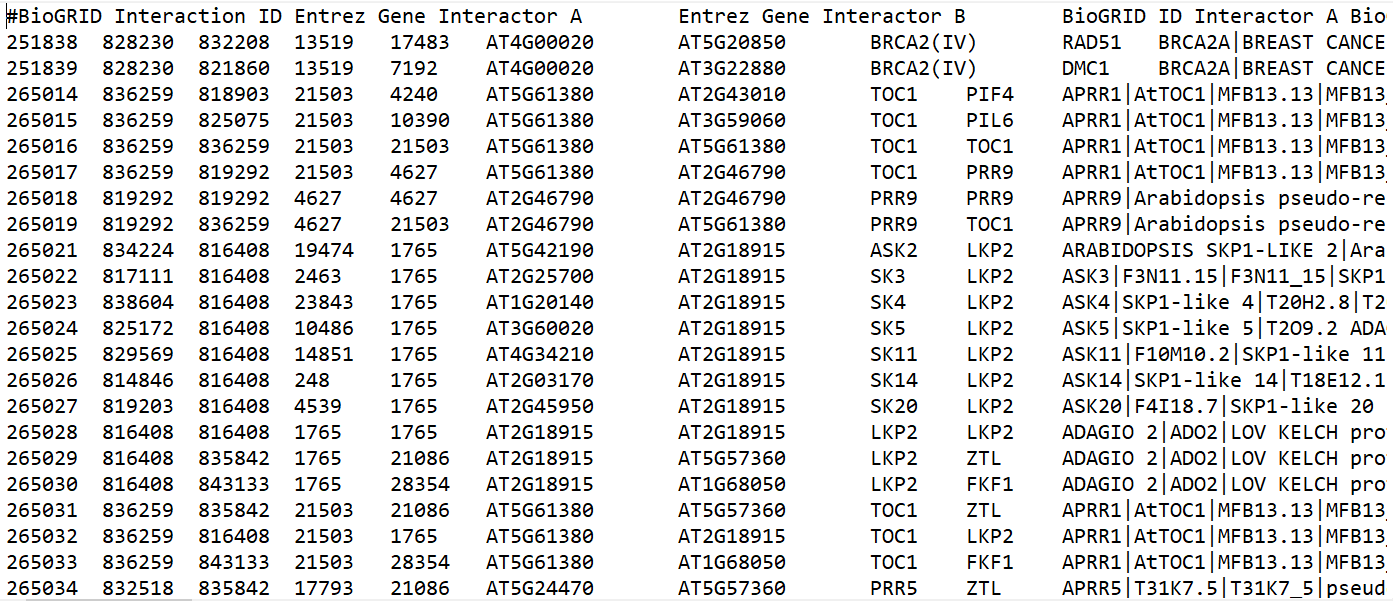 #BioGRID Interaction ID Entrez Gene Interactor A Entrez Gene Interactor B BioGRID ID Interactor A Bio
251838 828230 832208 13519 17483 AT4G00020 AT5G20850 BRCA2(IV) RAD51 BRCA2A|BREAST CANCE
251839 828230 821860 13519 7192 AT4G00020 AT3G22880 BRCA2(IV) DMC1 BRCA2A|BREAST CANCE
265014 836259 818903 21503 4240 AT5G61380 AT2G43010 TOC1 PIF4 APRR1|AtTOC1|MFB13.13|MFB13_
265015 836259 825075 21503 10390 AT5G61380 AT3G59060 TOC1 PIL6 APRR1|AtTOC1|MFB13.13|MFB13_
265016 836259 836259 21503 21503 AT5G61380 AT5G61380 TOC1 TOC1 APRR1|AtTOC1|MFB13.13|MFB13_
265017 836259 819292 21503 4627 AT5G61380 AT2G46790 TOC1 PRR9 APRR1|AtTOC1|MFB13.13|MFB13_
265018 819292 819292 4627 4627 AT2G46790 AT2G46790 PRR9 PRR9 APRR9|Arabidopsis pseudo-re
265019 819292 836259 4627 21503 AT2G46790 AT5G61380 PRR9 TOC1 APRR9|Arabidopsis pseudo-re
265021 834224 816408 19474 1765 AT5G42190 AT2G18915 ASK2 LKP2 ARABIDOPSIS SKP1-LIKE 2|Ara
265022 817111 816408 2463 1765 AT2G25700 AT2G18915 SK3 LKP2 ASK3|F3N11.15|F3N11_15|SKP1
265023 838604 816408 23843 1765 AT1G20140 AT2G18915 SK4 LKP2 ASK4|SKP1-like 4|T20H2.8|T2
265024 825172 816408 10486 1765 AT3G60020 AT2G18915 SK5 LKP2 ASK5|SKP1-like 5|T2O9.2 ADA
265025 829569 816408 14851 1765 AT4G34210 AT2G18915 SK11 LKP2 ASK11|F10M10.2|SKP1-like 11
265026 814846 816408 248 1765 AT2G03170 AT2G18915 SK14 LKP2 ASK14|SKP1-like 14|T18E12.1
265027 819203 816408 4539 1765 AT2G45950 AT2G18915 SK20 LKP2 ASK20|F4I18.7|SKP1-like 20
265028 816408 816408 1765 1765 AT2G18915 AT2G18915 LKP2 LKP2 ADAGIO 2|ADO2|LOV KELCH pro
265029 816408 835842 1765 21086 AT2G18915 AT5G57360 LKP2 ZTL ADAGIO 2|ADO2|LOV KELCH pro
265030 816408 843133 1765 28354 AT2G18915 AT1G68050 LKP2 FKF1 ADAGIO 2|ADO2|LOV KELCH pro
265031 836259 835842 21503 21086 AT5G61380 AT5G57360 TOC1 ZTL APRR1|AtTOC1|MFB13.13|MFB13_
265032 836259 816408 21503 1765 AT5G61380 AT2G18915 TOC1 LKP2 APRR1|AtTOC1|MFB13.13|MFB13_
265033 836259 843133 21503 28354 AT5G61380 AT1G68050 TOC1 FKF1 APRR1|AtTOC1|MFB13.13|MFB13_
265034 832518 835842 17793 21086 AT5G24470 AT5G57360 PRR5 ZTL APRR5|T31K7.5|T31K7_5|pseud